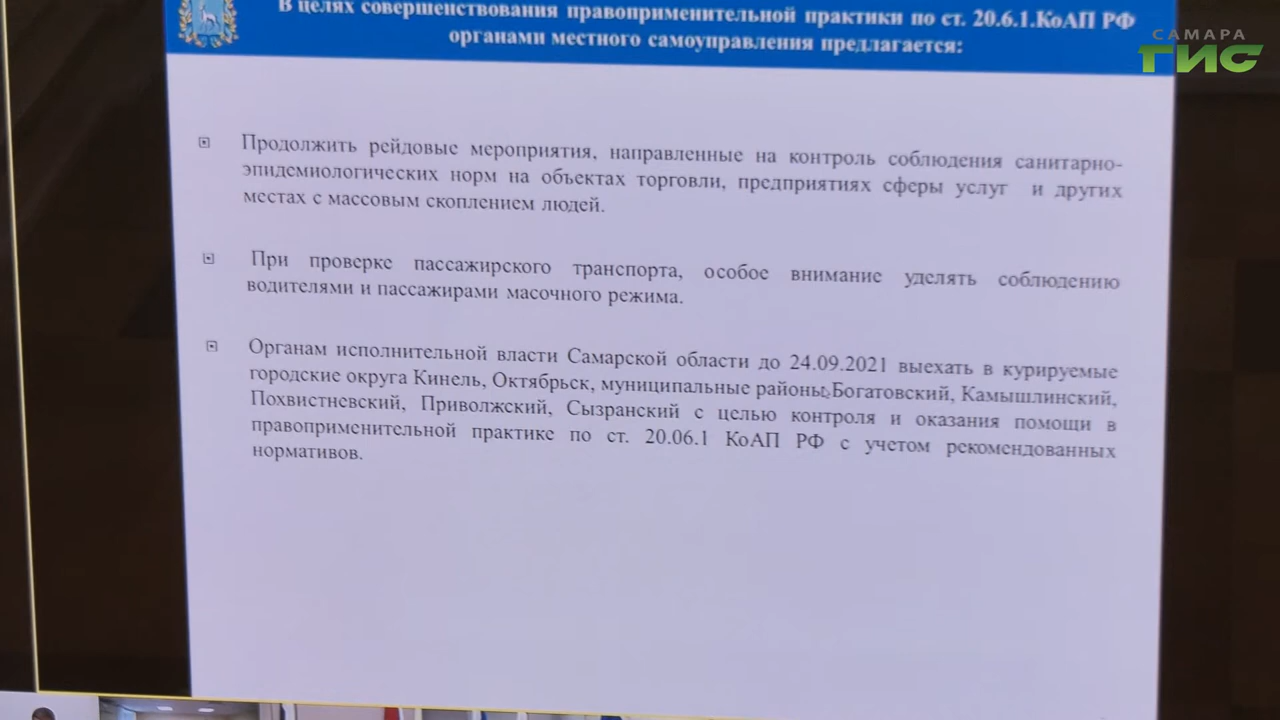 В целях совершенствования правоприменительной практики по ст. 20.6.1.КоАП РФ
органами местного самоуправления предлагается:
САМАРА
ГИС
Продолжить рейдовые мероприятия, направленные на контроль соблюдения санитарно-
эпидемиологических норм на объектах торговли, предприятиях сферы услуг и других
местах с массовым скоплением людей.
При проверке пассажирского транспорта, особое внимание уделять соблюдению
водителями и пассажирами масочного режима.
Органам исполнительной власти Самарской области до 24.09.2021 выехать в курируемые
городские округа Кинель, Октябрьск, муниципальные районы Богатовский, Камышлинский,
Похвистневский, Приволжский, Сызранский с целью контроля и оказания помощи в
правоприменительной практике по ст. 20.06.1 КоАП РФ с учетом рекомендованных
нормативов.